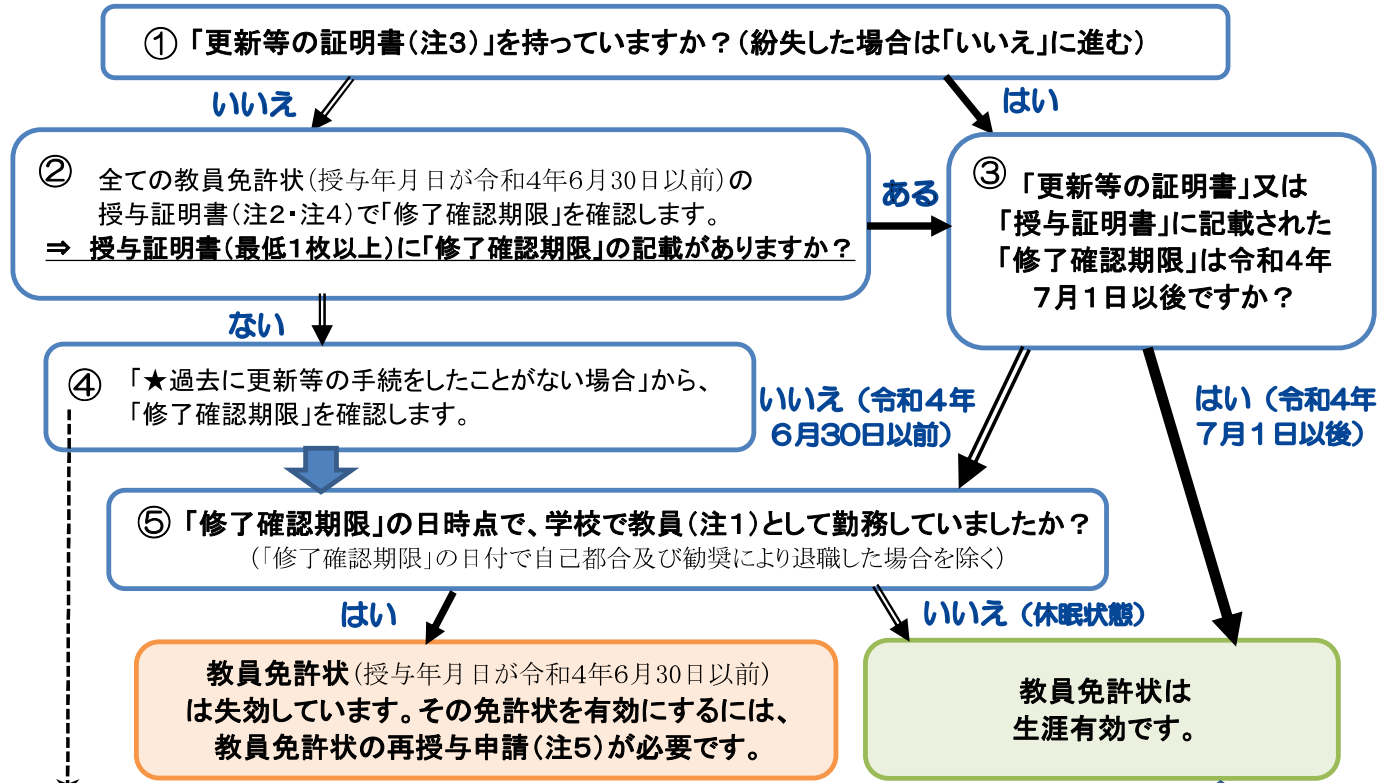 ① 「更新等の証明書(注3)」を持っていますか？(紛失した場合は「いいえ」に進む)
いいえ
はい
② 全ての教員免許状(授与年月日が令和4年6月30日以前)の
授与証明書(注2・注4)で「修了確認期限」を確認します。
⇒ 授与証明書(最低1枚以上)に「修了確認期限」の記載がありますか？
ある
③ 「更新等の証明書」又は
「授与証明書」に記載された
「修了確認期限」は令和4年
7月1日以後ですか？
ない
④ 「★過去に更新等の手続をしたことがない場合」から、
「修了確認期限」を確認します。
いいえ（令和4年
6月30日以前）
はい（令和4年
7月1日以後）
⑤ 「修了確認期限」の日時点で、学校で教員(注1)として勤務していましたか？
(「修了確認期限」の日付で自己都合及び勧奨により退職した場合を除く)
はい
いいえ（休眠状態）
教員免許状(授与年月日が令和4年6月30日以前)
は失効しています。その免許状を有効にするには、
教員免許状の再授与申請(注5)が必要です。
教員免許状は
生涯有効です。